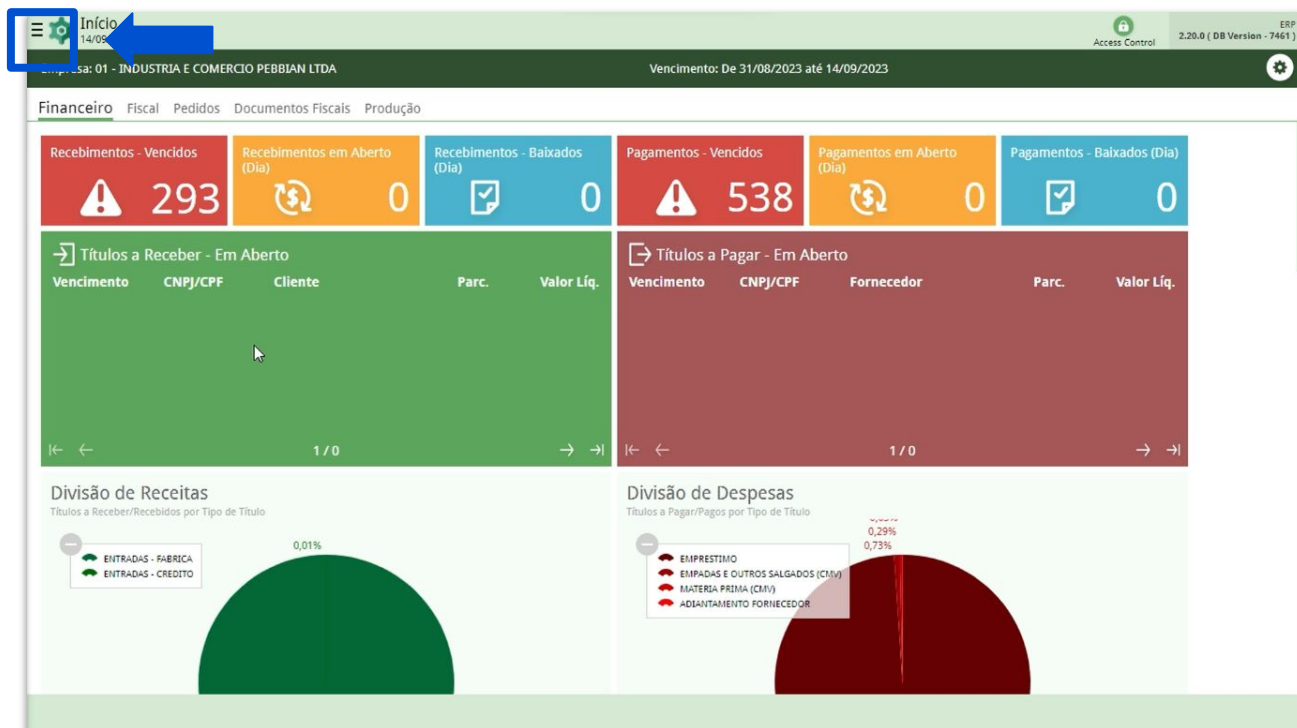 Início
14/09
Access Control
ERP
2.20.0 ( DB Version - 7461 )
Empresa: 01 - INDUSTRIA E COMERCIO PEBBIAN LTDA
Vencimento: De 31/08/2023 até 14/09/2023
Financeiro Fiscal Pedidos Documentos Fiscais Produção
Recebimentos - Vencidos
293
Recebimentos em Aberto
(Dia)
0
Recebimentos - Baixados
(Dia)
0
Pagamentos - Vencidos
538
Pagamentos em Aberto
(Dia)
0
Pagamentos - Baixados (Dia)
0
Títulos a Receber - Em Aberto
Vencimento CNPJ/CPF Cliente Parc. Valor Líq.
1 / 0
Títulos a Pagar - Em Aberto
Vencimento CNPJ/CPF Fornecedor Parc. Valor Líq.
1 / 0
Divisão de Receitas
Títulos a Receber/Recebidos por Tipo de Título
ENTRADAS - FABRICA
ENTRADAS - CREDITO
0,01%
Divisão de Despesas
Títulos a Pagar/Pagos por Tipo de Título
0,29%
0,73%
EMPRESTIMO
EMPADAS E OUTROS SALGADOS (CMV)
MATERIA PRIMA (CMV)
ADIANTAMENTO FORNECEDOR